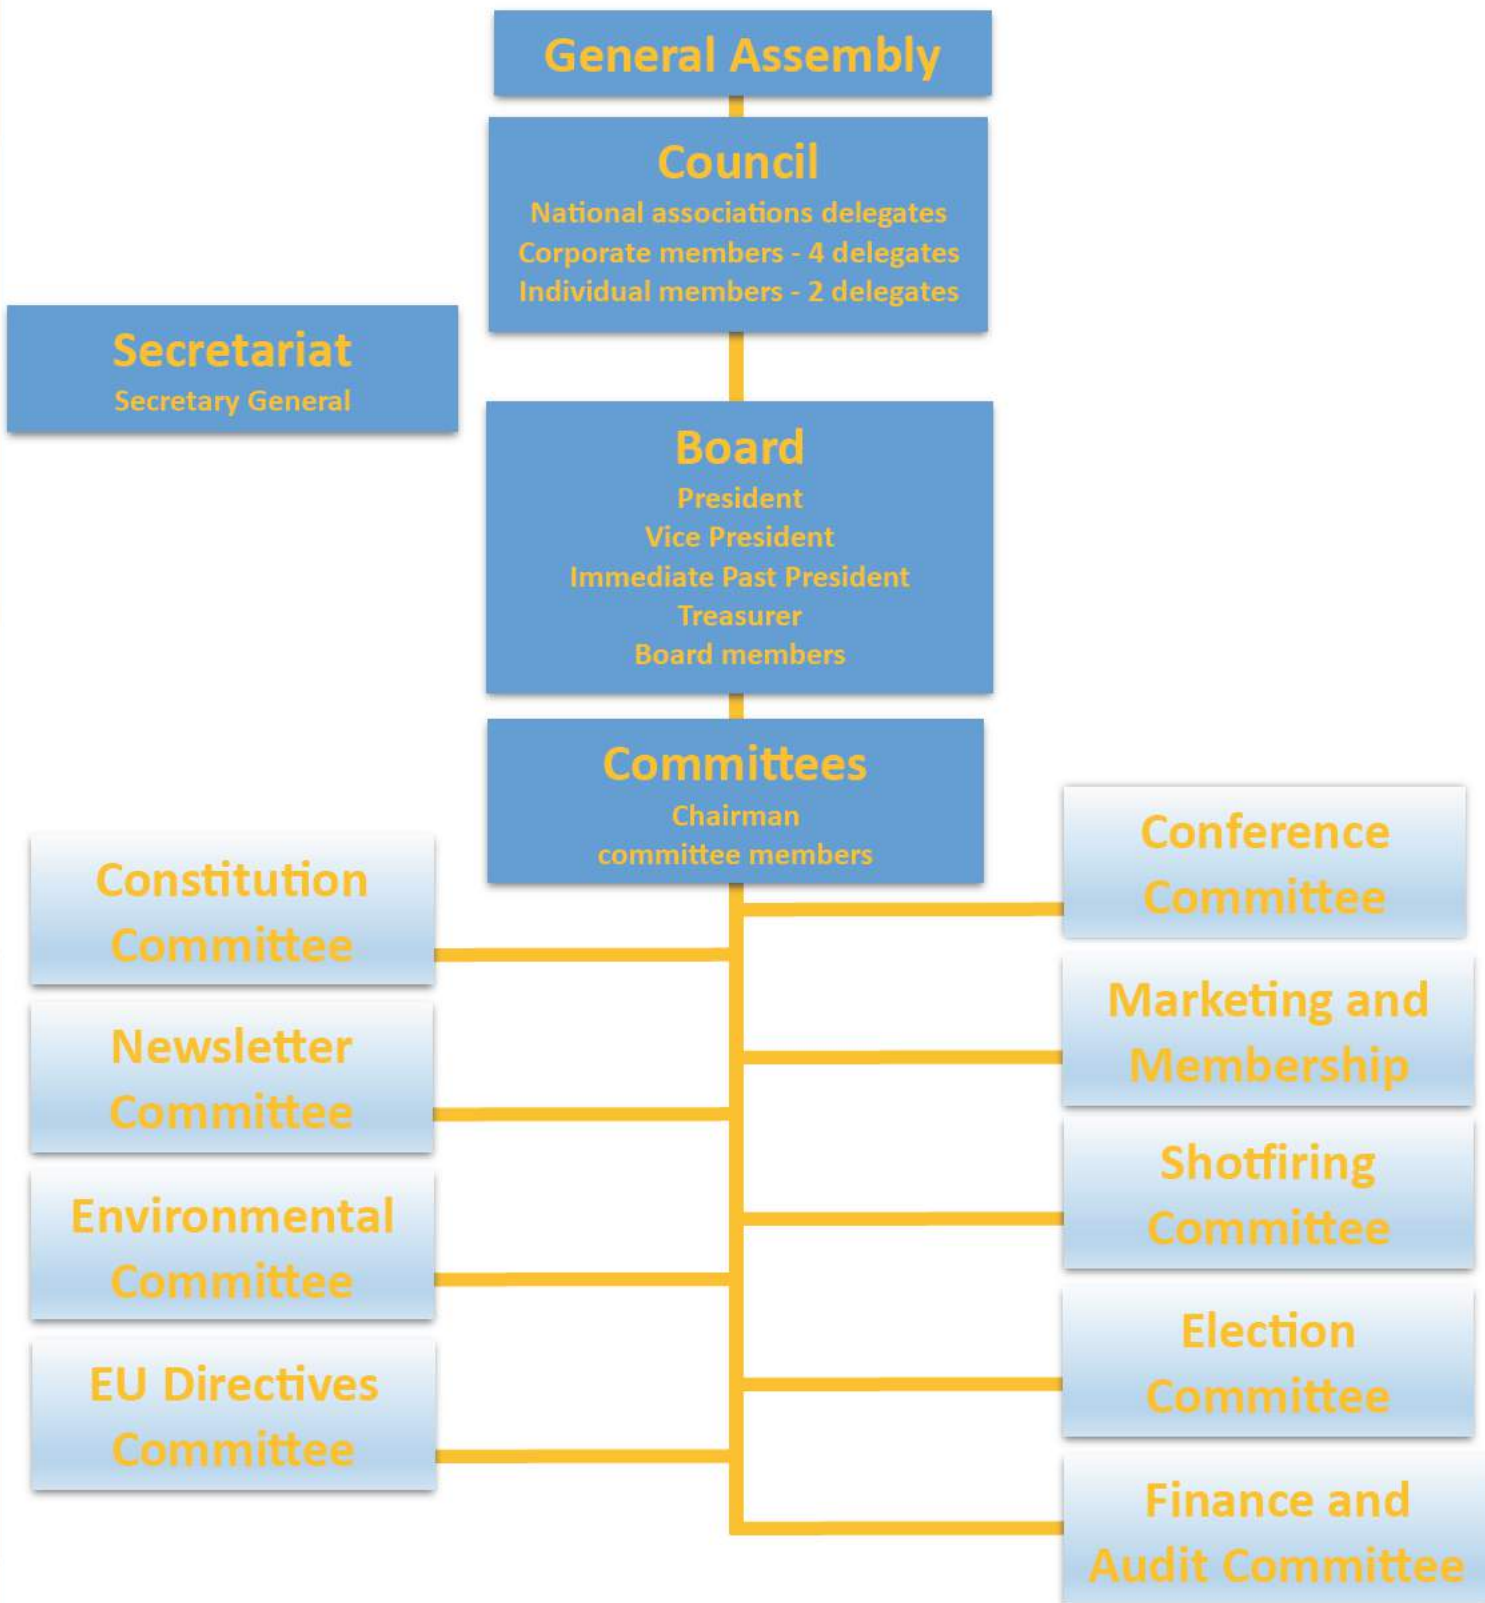 General Assembly
Council
National associations delegates
Corporate members - 4 delegates
Individual members - 2 delegates
Secretariat
Secretary General
Board
President
Vice President
Immediate Past President
Treasurer
Board members
Committees
Chairman
committee members
Constitution
Committee
Newsletter
Committee
Environmental
Committee
EU Directives
Committee
Conference
Committee
Marketing and
Membership
Shotfiring
Committee
Election
Committee
Finance and
Audit Committee